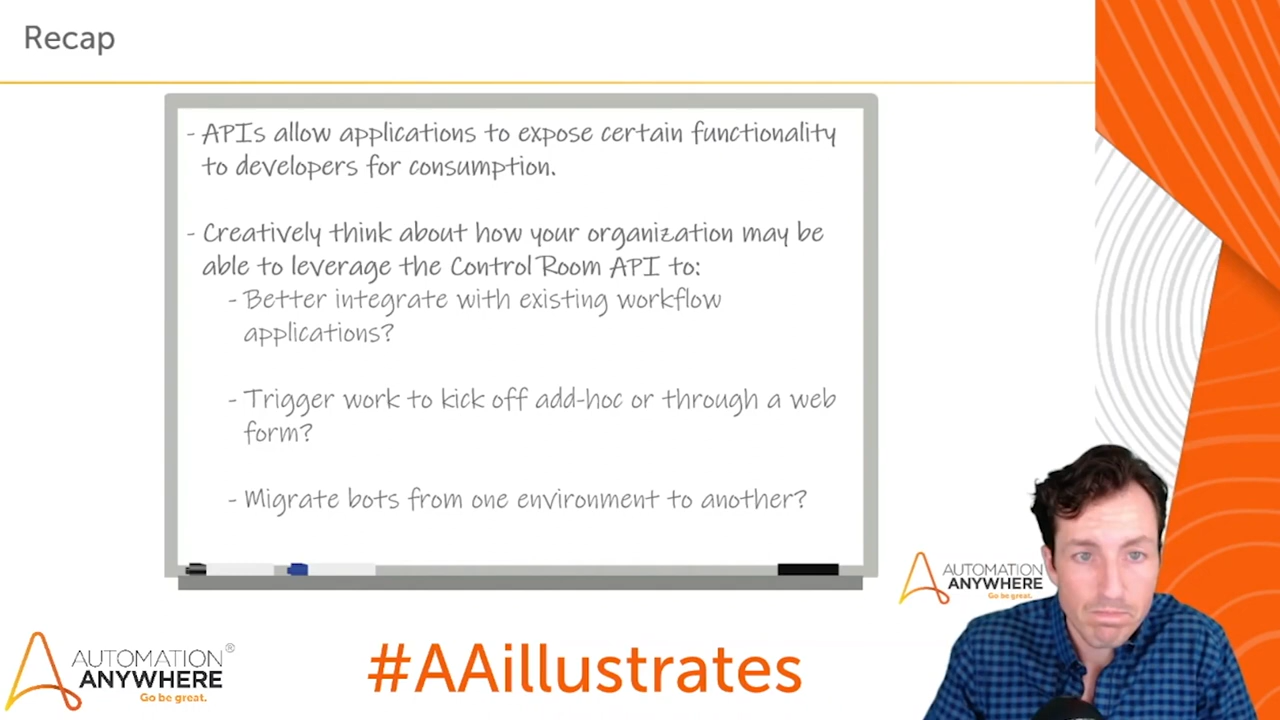 Recap
- APIs allow applications to expose certain functionality
to developers for consumption.
- Creatively think about how your organization may be
able to leverage the Control Room API to:
- Better integrate with existing workflow
applications?
- Trigger work to kick off add-hoc or through a web
form?
- Migrate bots from one environment to another?
AUTOMATION
ANYWHERE
Go be great.
AUTOMATION®
ANYWHERE
Go be great.
#AAillustrates